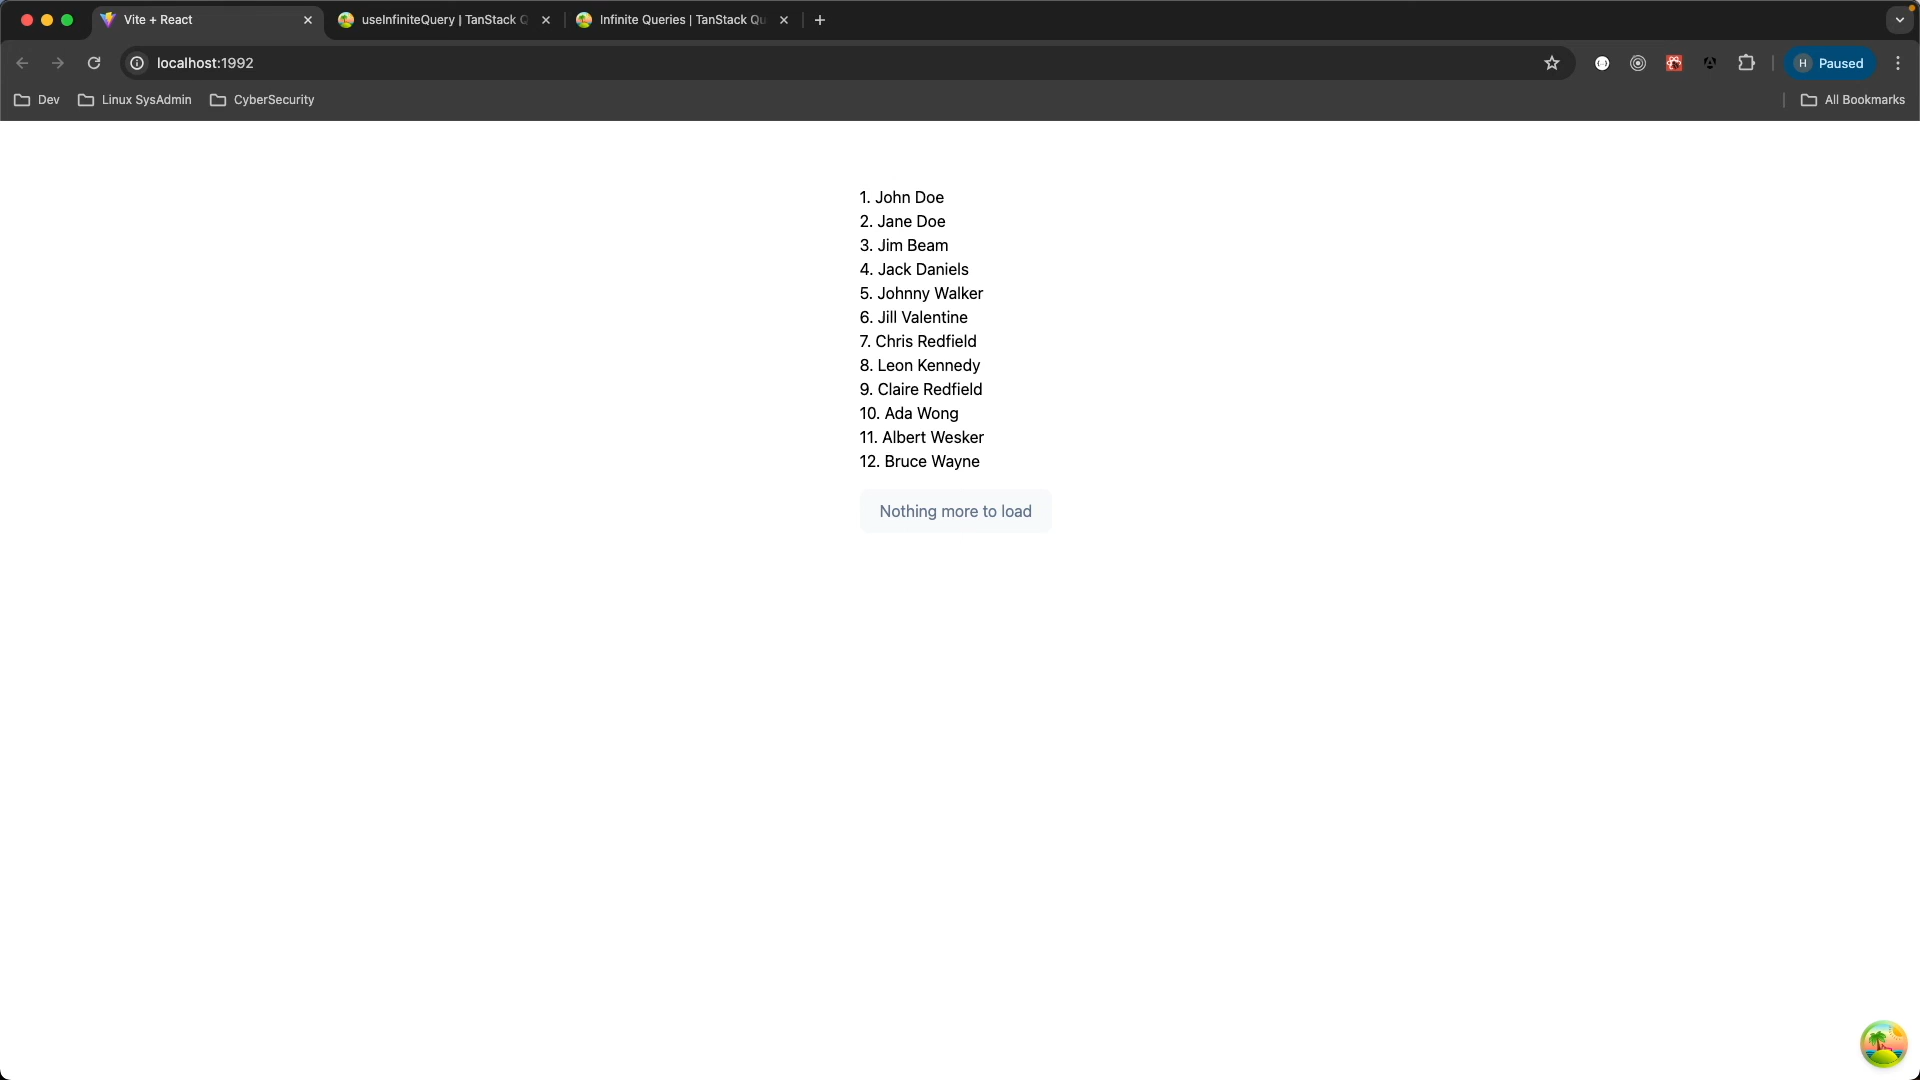 Vite + React
useInfiniteQuery | TanStack Q
Infinite Queries | TanStack Qu
localhost:1992
H Paused
Dev
Linux SysAdmin
CyberSecurity
All Bookmarks
1. John Doe
2. Jane Doe
3. Jim Beam
4. Jack Daniels
5. Johnny Walker
6. Jill Valentine
7. Chris Redfield
8. Leon Kennedy
9. Claire Redfield
10. Ada Wong
11. Albert Wesker
12. Bruce Wayne
Nothing more to load